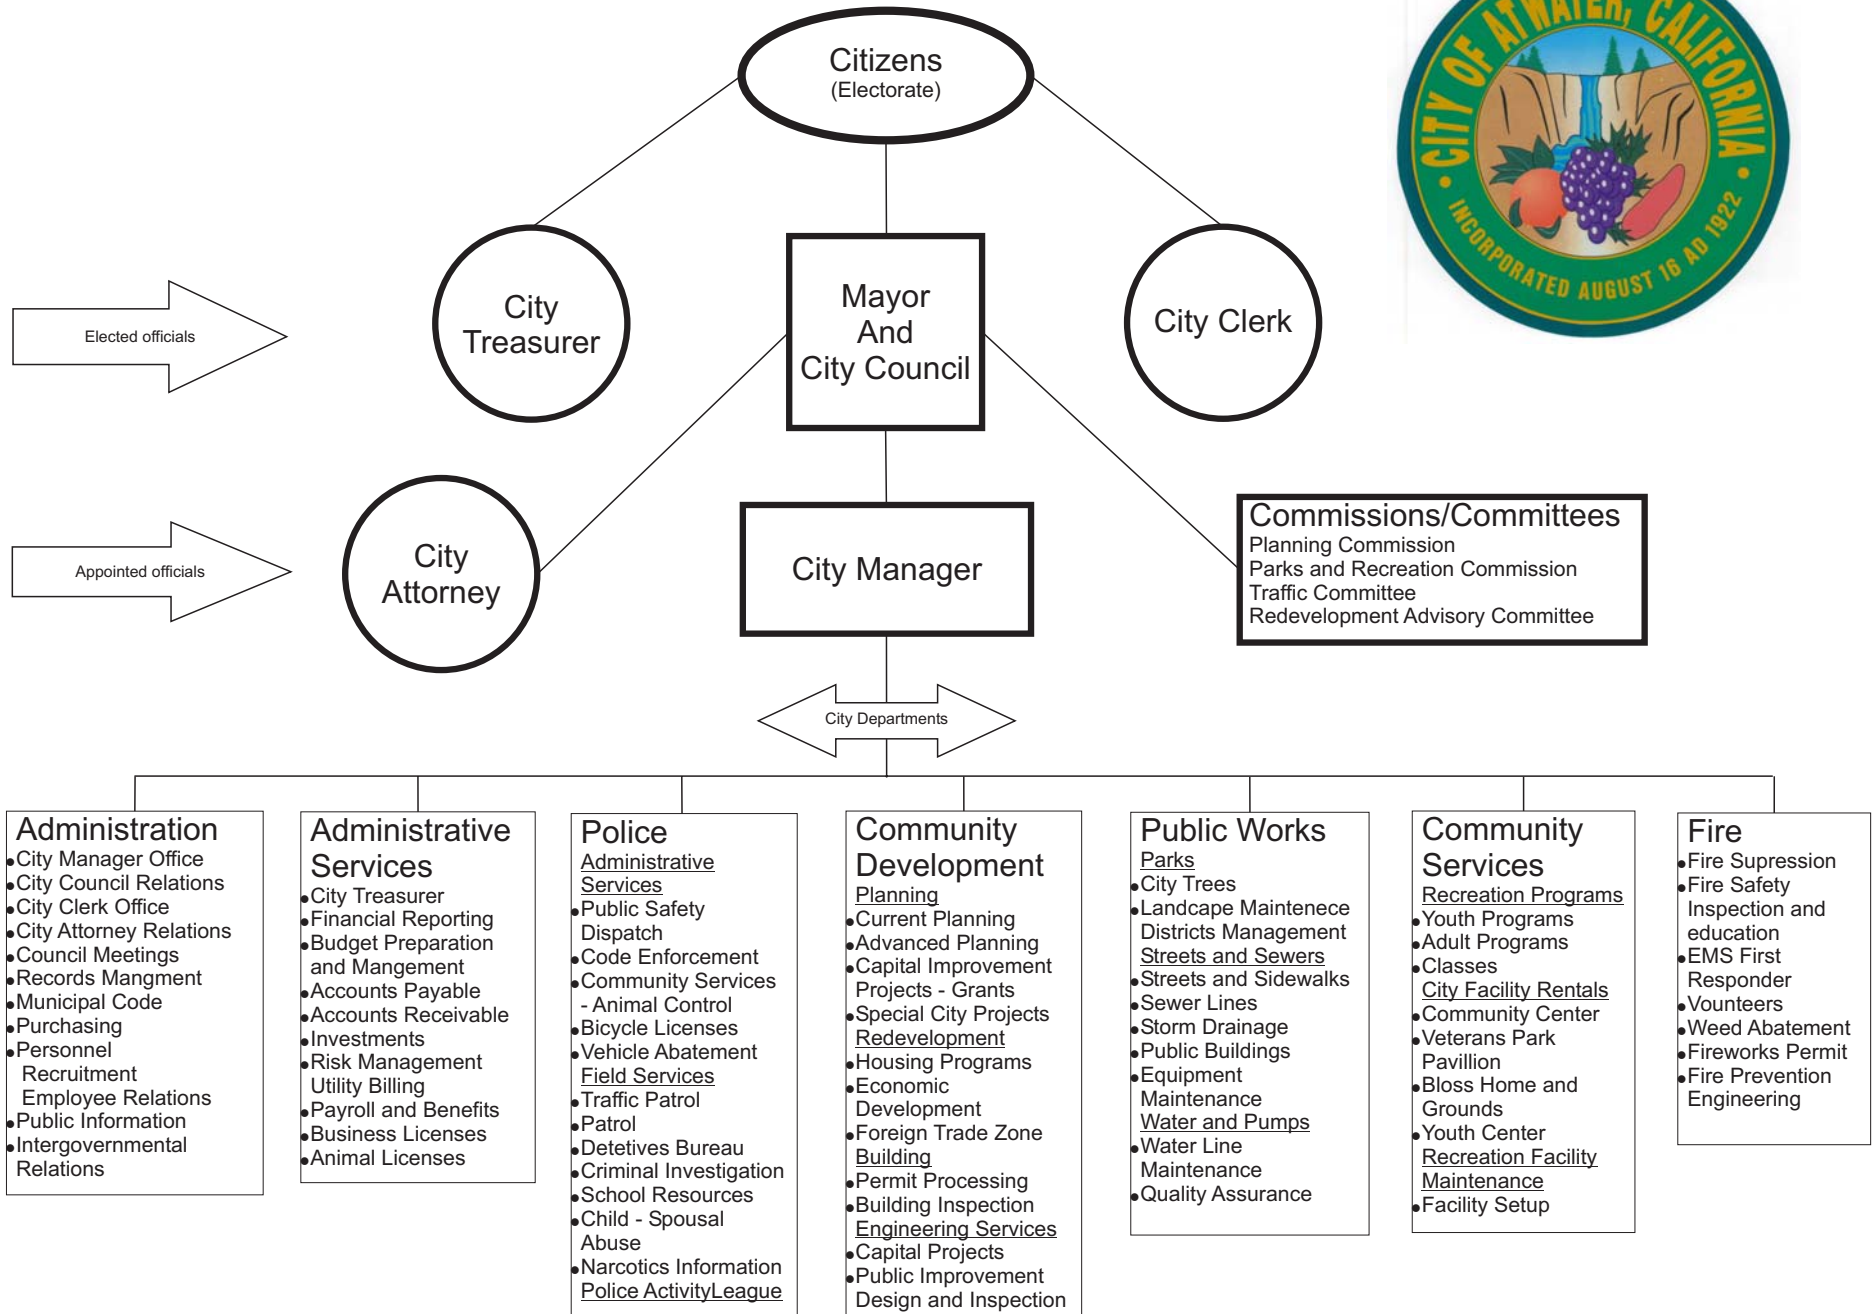 Citizens
(Electorate)
CITY OF ATWATER, CALIFORNIA
INCORPORATED AUGUST 16 AD 1922
Elected officials
City
Treasurer
Mayor
And
City Council
City Clerk
Appointed officials
City
Attorney
City Manager
Commissions/Committees
Planning Commission
Parks and Recreation Commission
Traffic Committee
Redevelopment Advisory Committee
City Departments
Administration
•City Manager Office
•City Council Relations
•City Clerk Office
•City Attorney Relations
•Council Meetings
•Records Mangment
•Municipal Code
•Purchasing
•Personnel
Recruitment
Employee Relations
•Public Information
•Intergovernmental
Relations
Administrative
Services
•City Treasurer
•Financial Reporting
•Budget Preparation
and Mangement
•Accounts Payable
•Accounts Receivable
•Investments
•Risk Management
Utility Billing
•Payroll and Benefits
•Business Licenses
•Animal Licenses
Police
Administrative
Services
•Public Safety
Dispatch
•Code Enforcement
•Community Services
- Animal Control
•Bicycle Licenses
•Vehicle Abatement
Field Services
•Traffic Patrol
•Patrol
•Detetives Bureau
•Criminal Investigation
•School Resources
•Child - Spousal
Abuse
•Narcotics Information
Police ActivityLeague
Community
Development
Planning
•Current Planning
•Advanced Planning
•Capital Improvement
Projects - Grants
•Special City Projects
Redevelopment
•Housing Programs
•Economic
Development
•Foreign Trade Zone
Building
•Permit Processing
•Building Inspection
Engineering Services
•Capital Projects
•Public Improvement
Design and Inspection
Public Works
Parks
•City Trees
•Landcape Maintenece
Districts Management
Streets and Sewers
•Streets and Sidewalks
•Sewer Lines
•Storm Drainage
•Public Buildings
•Equipment
Maintenance
Water and Pumps
•Water Line
Maintenance
•Quality Assurance
Community
Services
Recreation Programs
•Youth Programs
•Adult Programs
•Classes
City Facility Rentals
•Community Center
•Veterans Park
Pavillion
•Bloss Home and
Grounds
•Youth Center
Recreation Facility
Maintenance
•Facility Setup
Fire
•Fire Supression
•Fire Safety
Inspection and
education
•EMS First
Responder
•Vounteers
•Weed Abatement
•Fireworks Permit
•Fire Prevention
Engineering